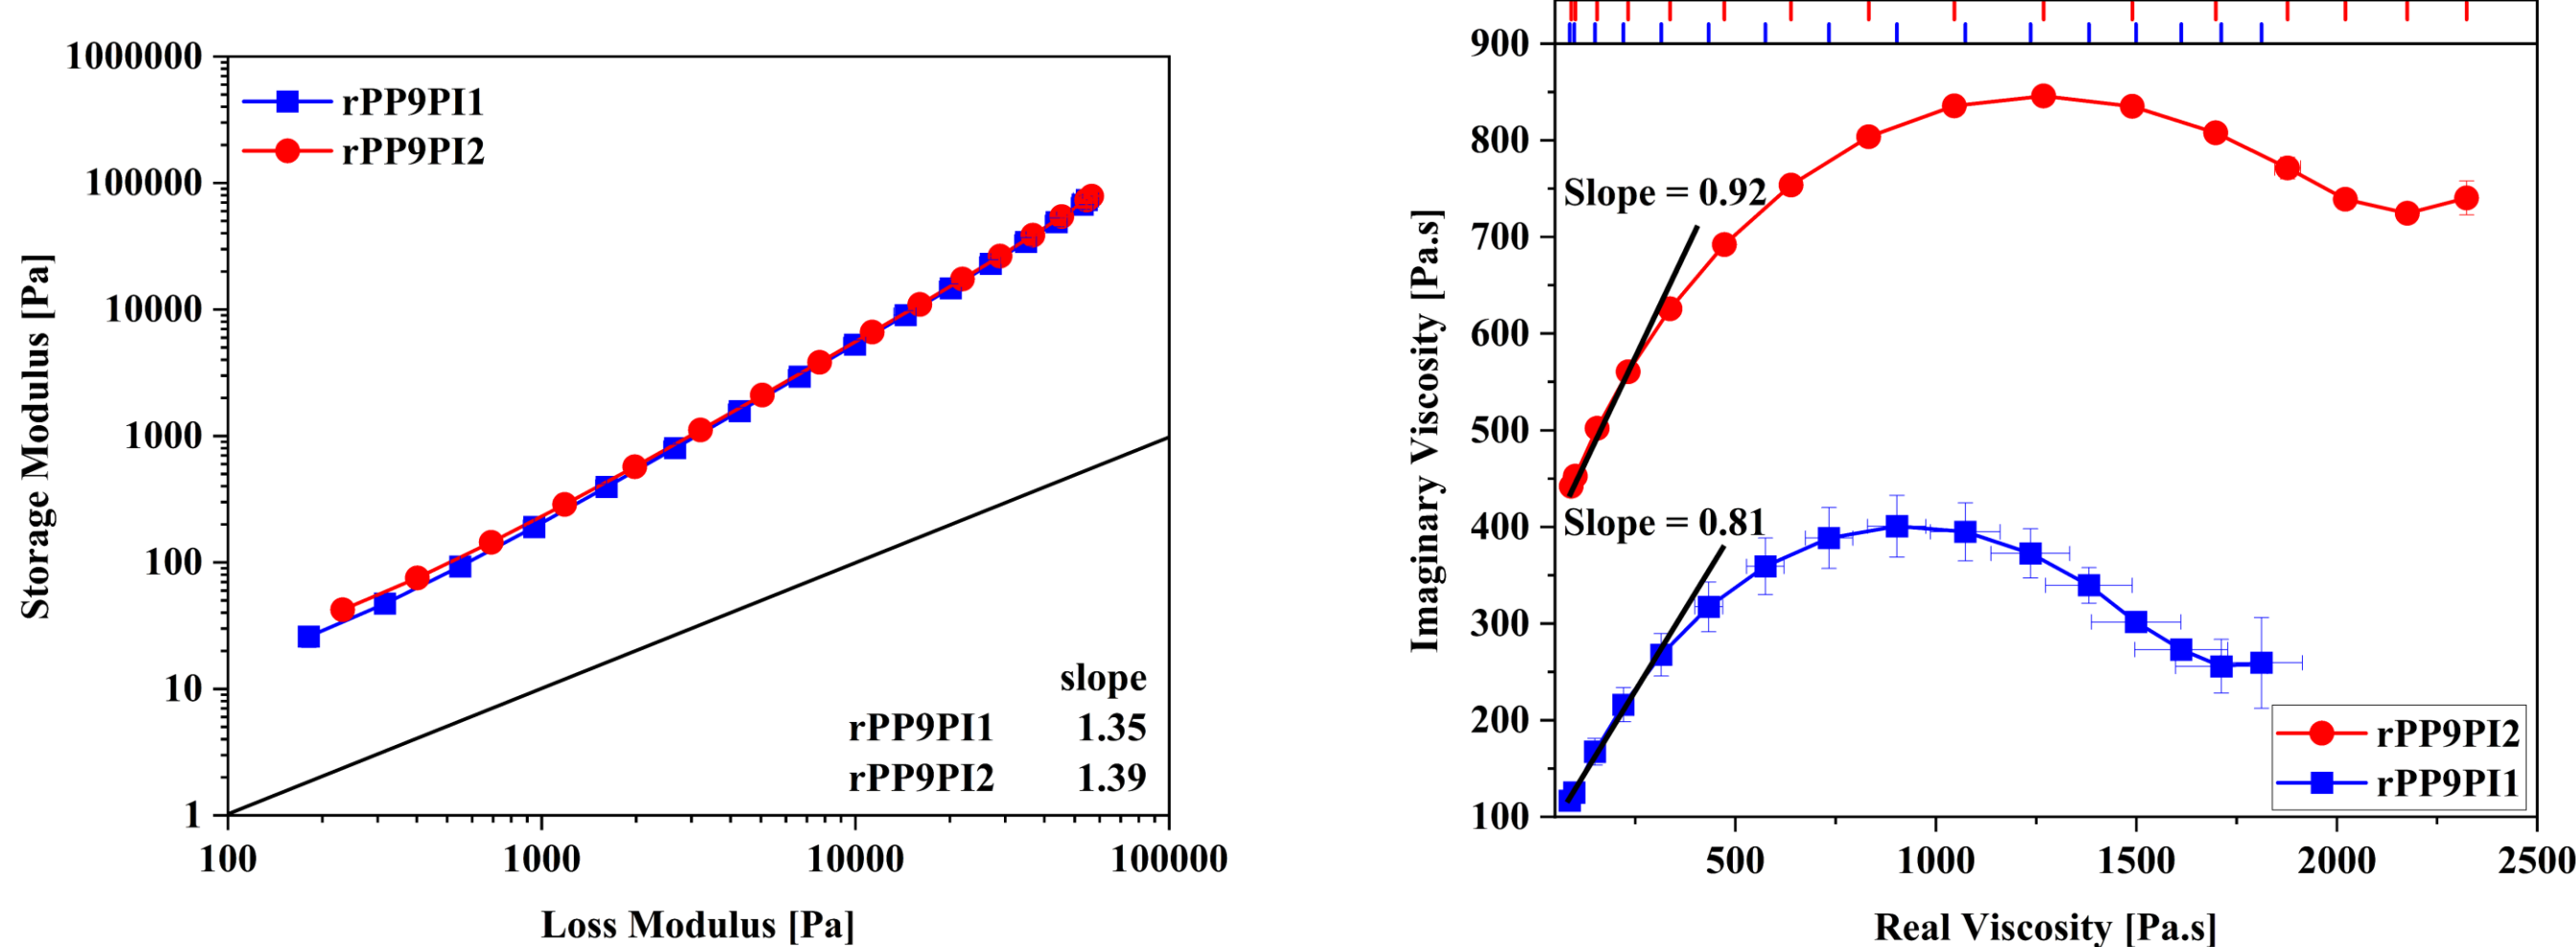 1000000
100000
10000
1000
100
10
1
Storage Modulus [Pa]
rPP9PI1
rPP9PI2
slope
rPP9PI1 1.35
rPP9PI2 1.39
100 1000 10000 100000
Loss Modulus [Pa]
900
800
700
600
500
400
300
200
100
Imaginary Viscosity [Pa.s]
Slope = 0.92
Slope = 0.81
rPP9PI2
rPP9PI1
500 1000 1500 2000 2500
Real Viscosity [Pa.s]